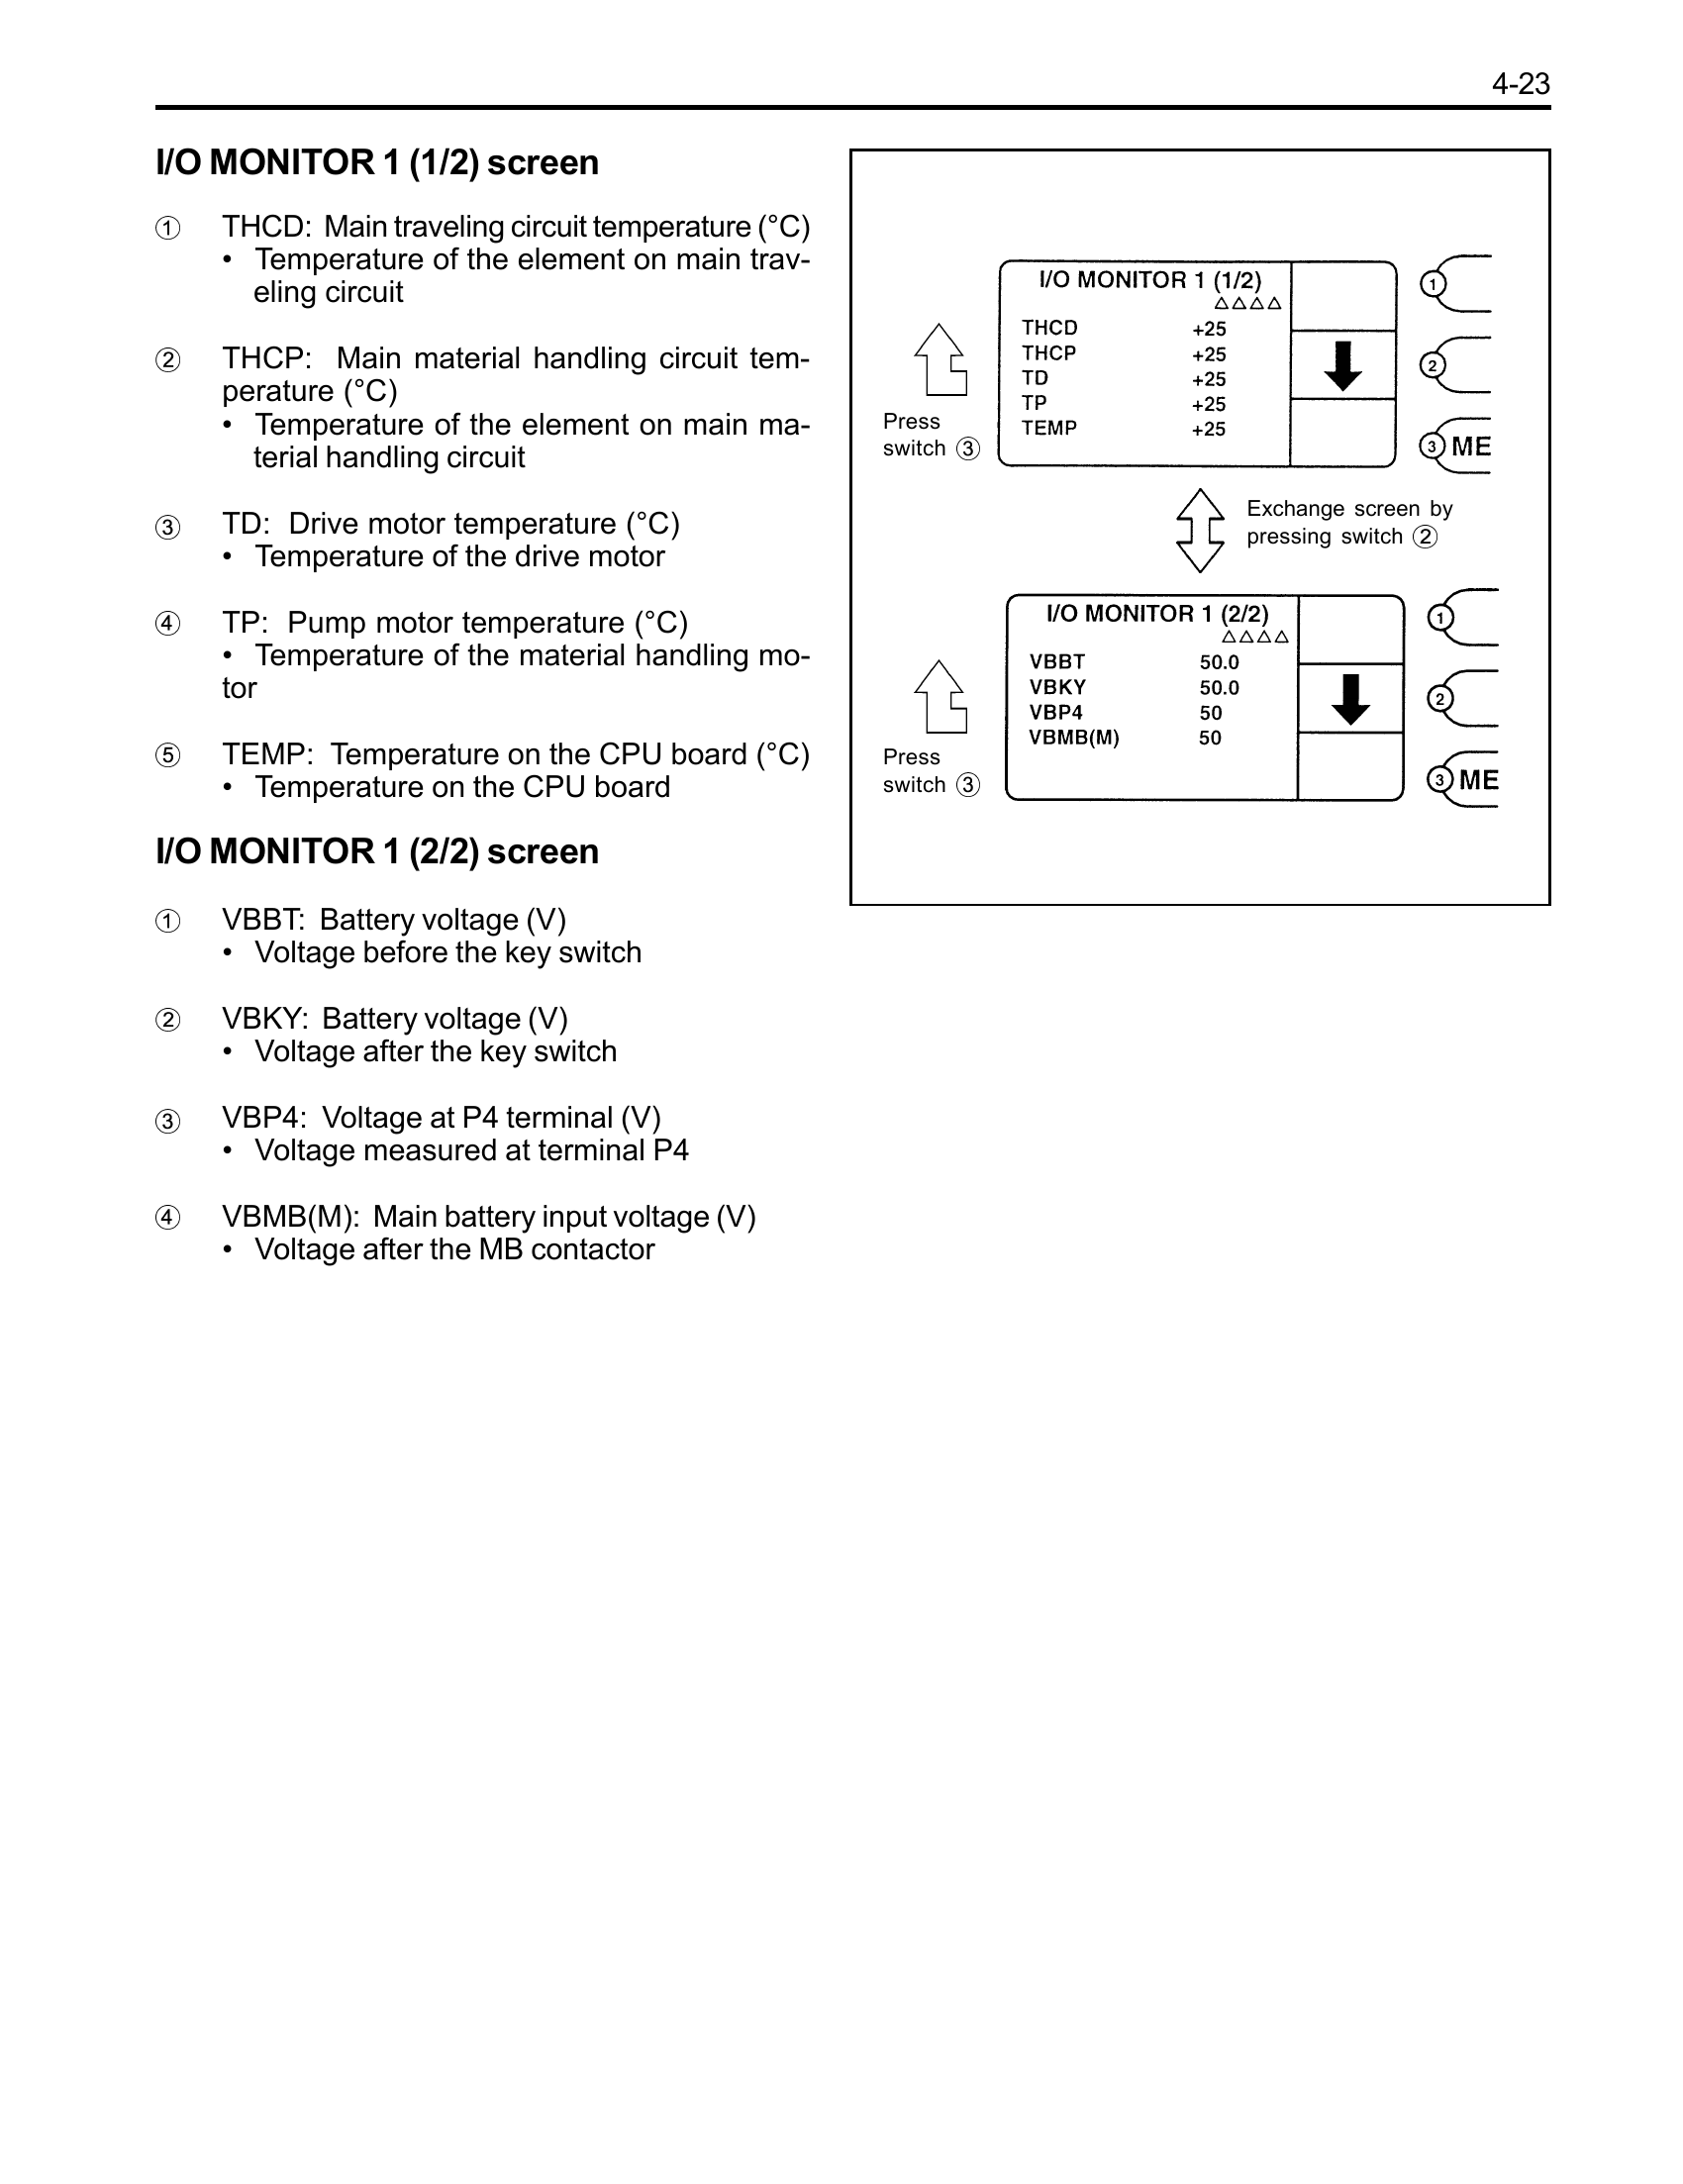 4-23
I/O MONITOR 1 (1/2) screen
① THCD: Main traveling circuit temperature (°C)
• Temperature of the element on main trav-
eling circuit
② THCP: Main material handling circuit tem-
perature (°C)
• Temperature of the element on main ma-
terial handling circuit
③ TD: Drive motor temperature (°C)
• Temperature of the drive motor
④ TP: Pump motor temperature (°C)
• Temperature of the material handling mo-
tor
⑤ TEMP: Temperature on the CPU board (°C)
• Temperature on the CPU board
I/O MONITOR 1 (2/2) screen
① VBBT: Battery voltage (V)
• Voltage before the key switch
② VBKY: Battery voltage (V)
• Voltage after the key switch
③ VBP4: Voltage at P4 terminal (V)
• Voltage measured at terminal P4
④ VBMB(M): Main battery input voltage (V)
• Voltage after the MB contactor
I/O MONITOR 1 (1/2)
△△△△
THCD +25
THCP +25
TD +25
TP +25
TEMP +25
①
②
③ ME
Press
switch ③
Exchange screen by
pressing switch ②
I/O MONITOR 1 (2/2)
△△△△
VBBT 50.0
VBKY 50.0
VBP4 50
VBMB(M) 50
①
②
③ ME
Press
switch ③